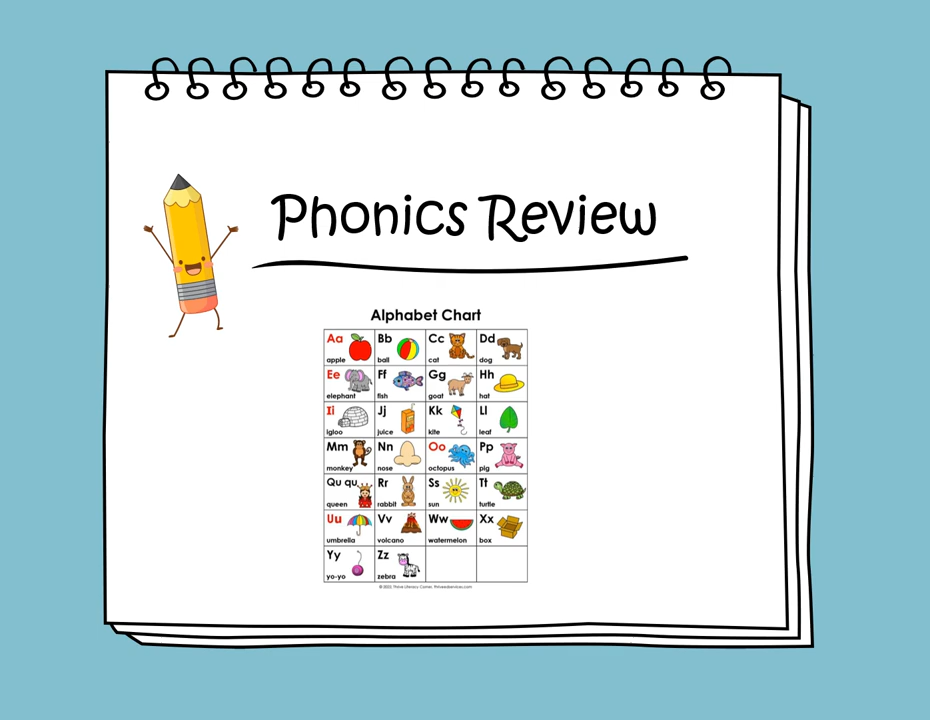 Phonics Review
Alphabet Chart
Aa Bb Cc Dd
apple ball cat dog
Ee Ff Gg Hh
elephant fish goat hat
Ii Jj Kk Ll
igloo juice kite leaf
Mm Nn Oo Pp
monkey nose octopus pig
Qu qu Rr Ss Tt
queen rabbit sun turtle
Uu Vv Ww Xx
umbrella volcano watermelon box
Yy Zz
yo-yo zebra